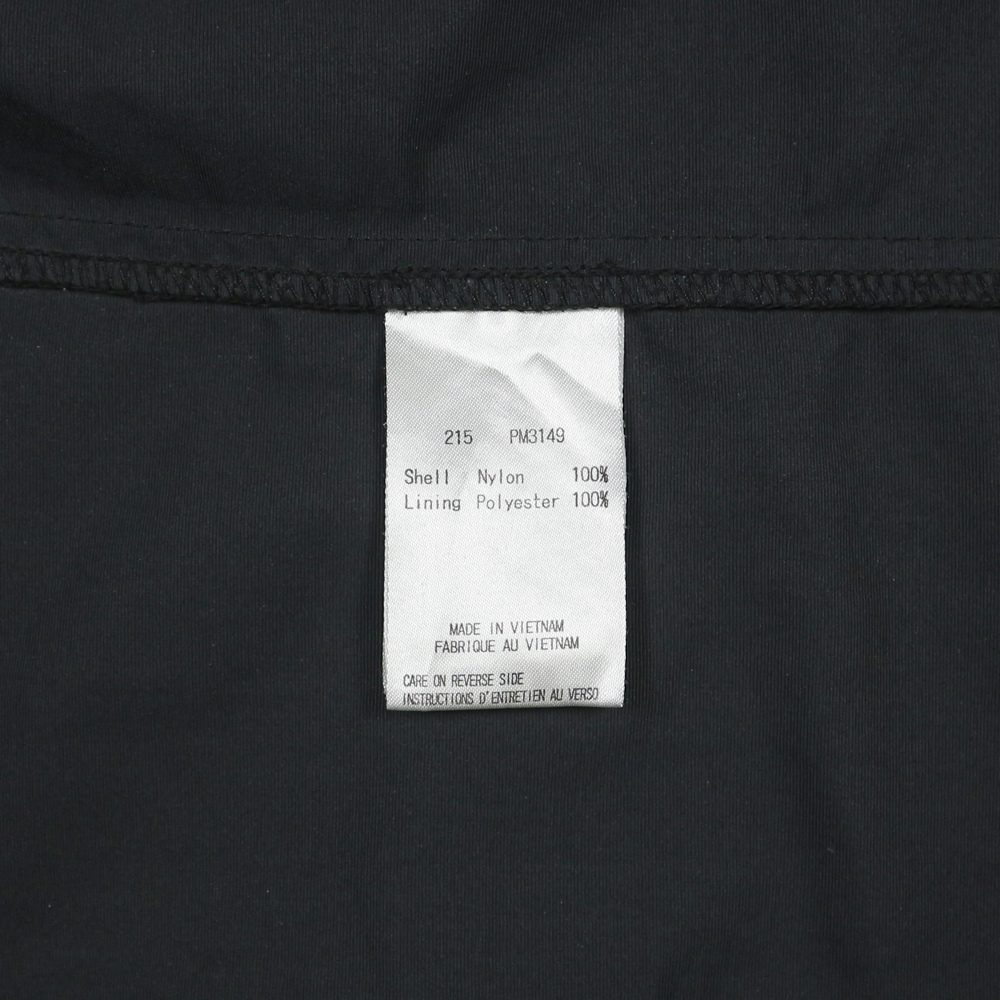 215 PM3149
Shell Nylon 100%
Lining Polyester 100%
MADE IN VIETNAM
FABRIQUE AU VIETNAM
CARE ON REVERSE SIDE
INSTRUCTIONS D'ENTRETIEN AU VERSO